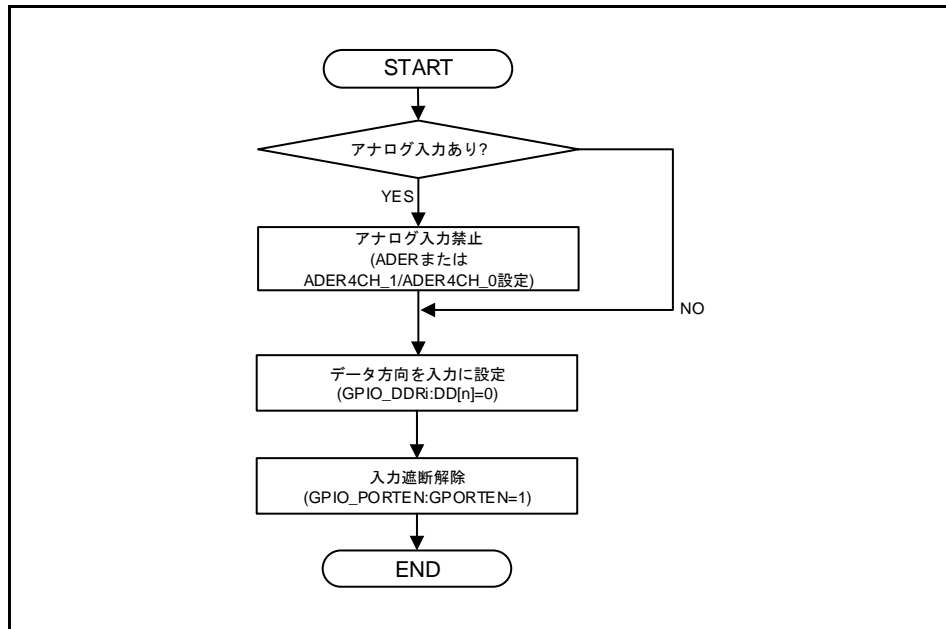 START
アナログ入力あり?
YES
アナログ入力禁止
(ADERまたは
ADER4CH_1/ADER4CH_0設定)
NO
データ方向を入力に設定
(GPIO_DDRi:DD[n]=0)
入力遮断解除
(GPIO_PORTEN:GPORTEN=1)
END